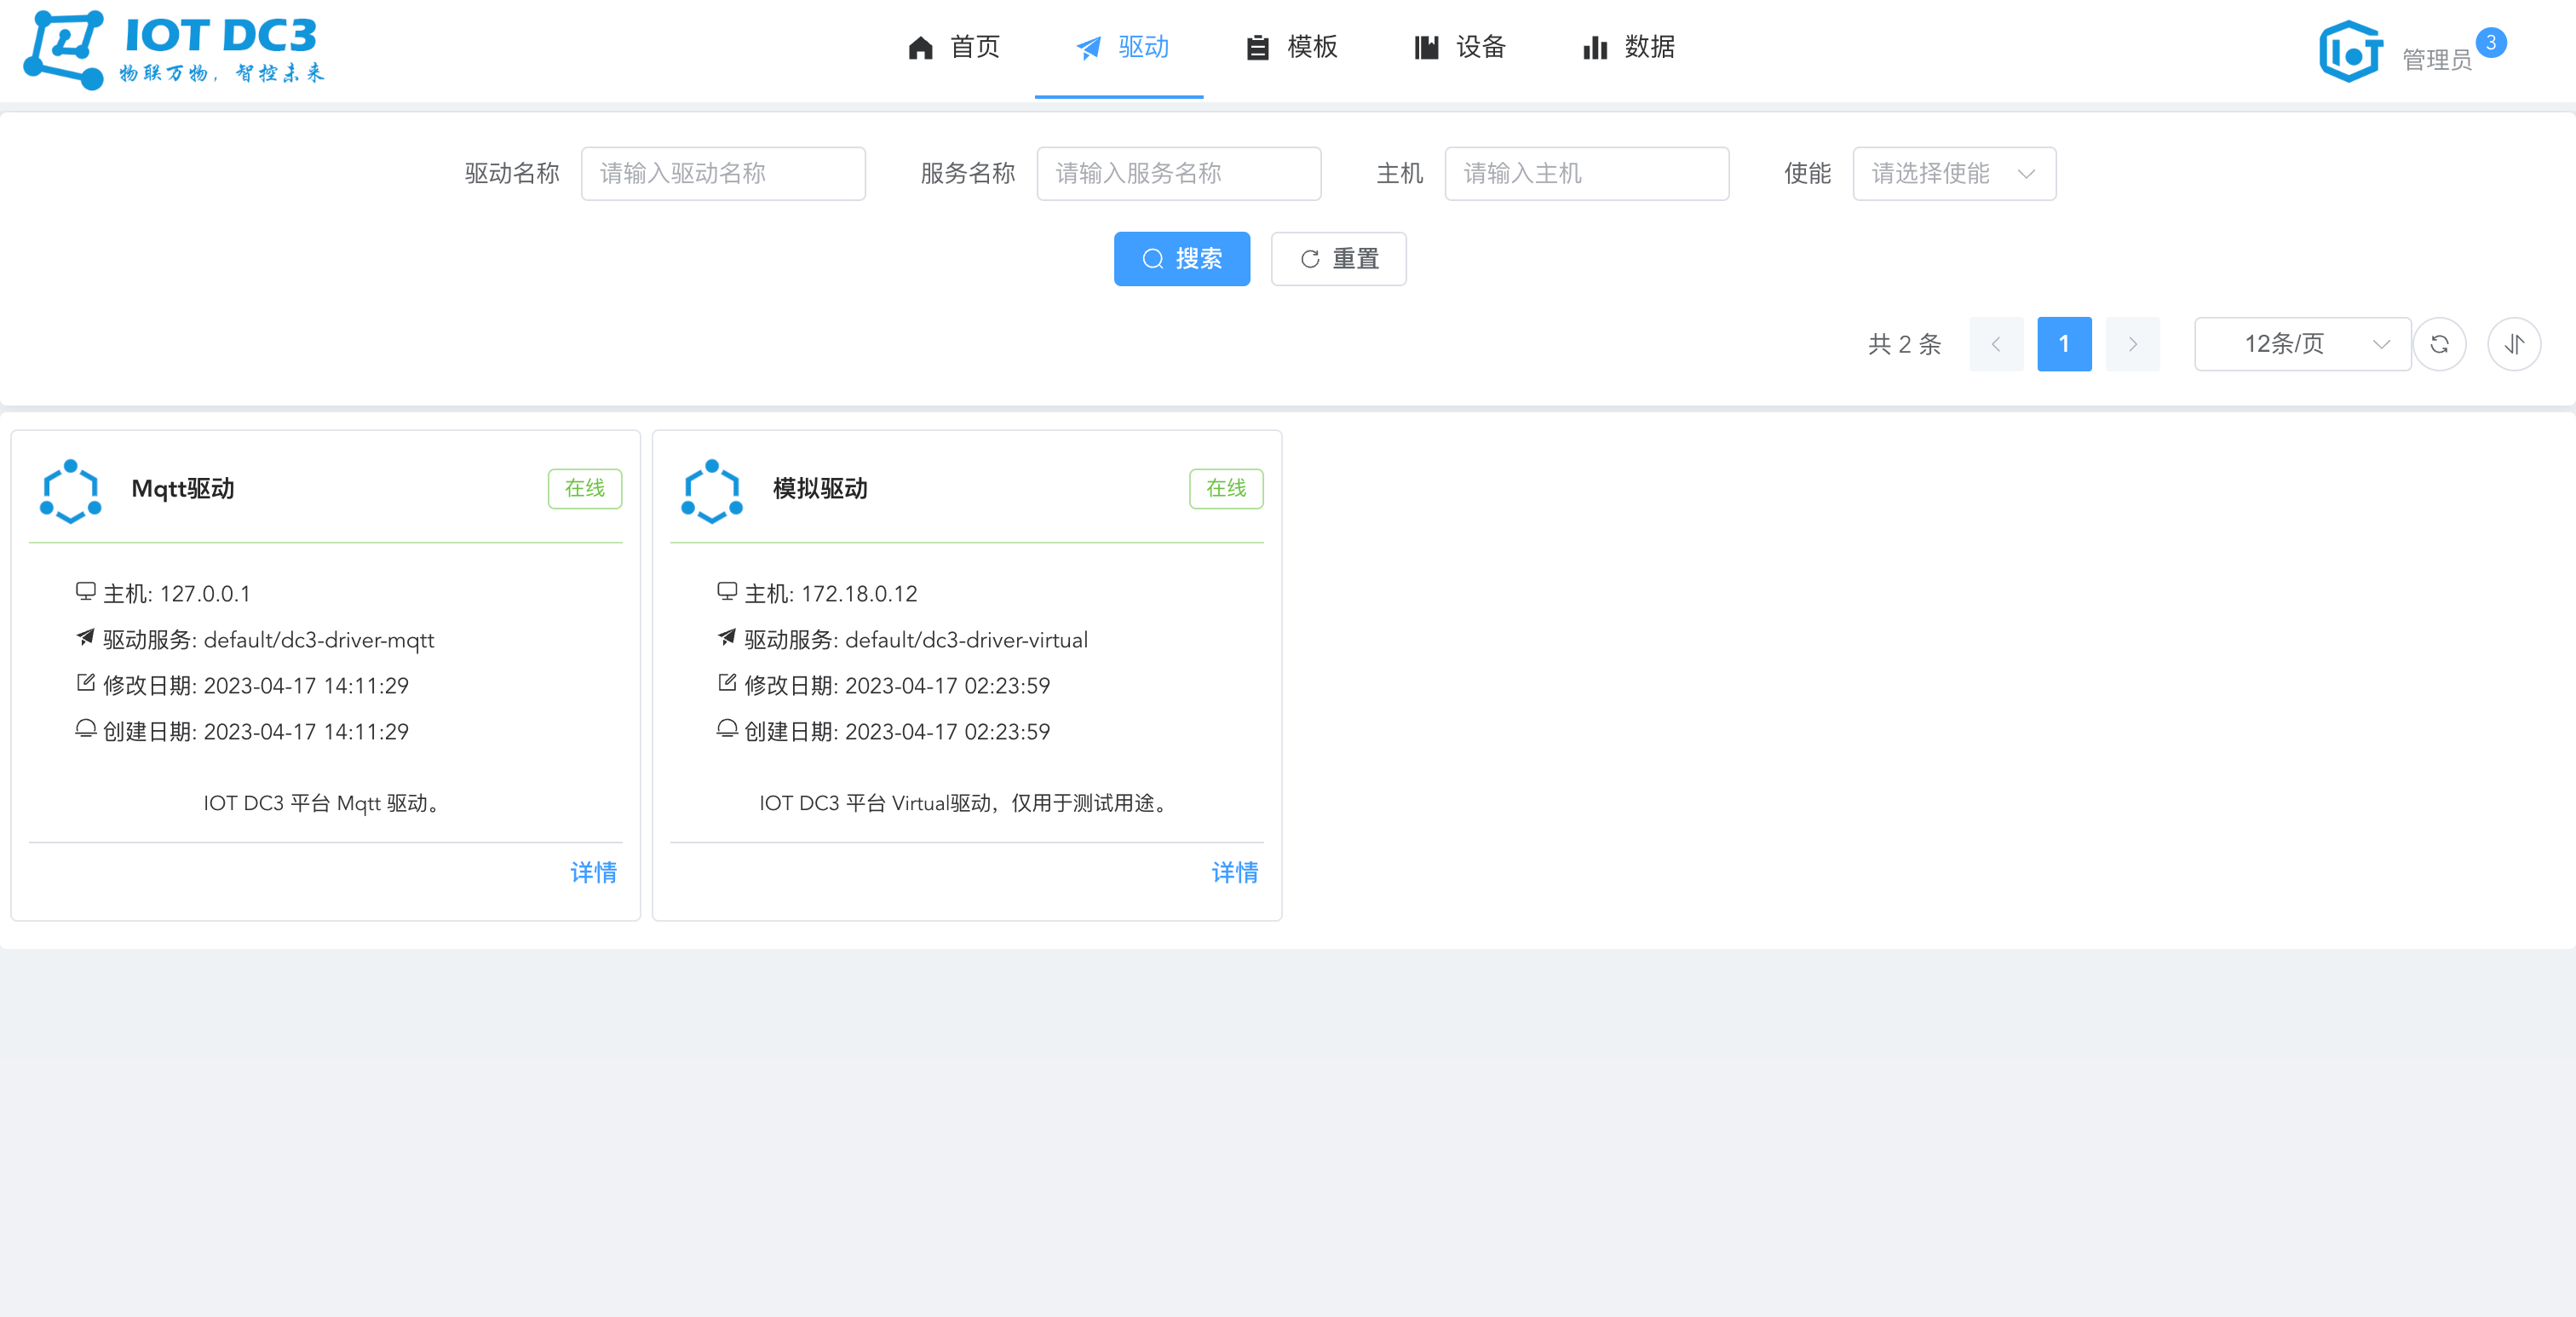 IOT DC3
物联万物，智控未来
首页
驱动
模板
设备
数据
管理员
3
驱动名称 请输入驱动名称 服务名称 请输入服务名称 主机 请输入主机 使能 请选择使能
搜索 重置
共 2 条 1 12条/页
Mqtt驱动 在线
主机: 127.0.0.1
驱动服务: default/dc3-driver-mqtt
修改日期: 2023-04-17 14:11:29
创建日期: 2023-04-17 14:11:29
IOT DC3 平台 Mqtt 驱动。
详情
模拟驱动 在线
主机: 172.18.0.12
驱动服务: default/dc3-driver-virtual
修改日期: 2023-04-17 02:23:59
创建日期: 2023-04-17 02:23:59
IOT DC3 平台 Virtual驱动，仅用于测试用途。
详情